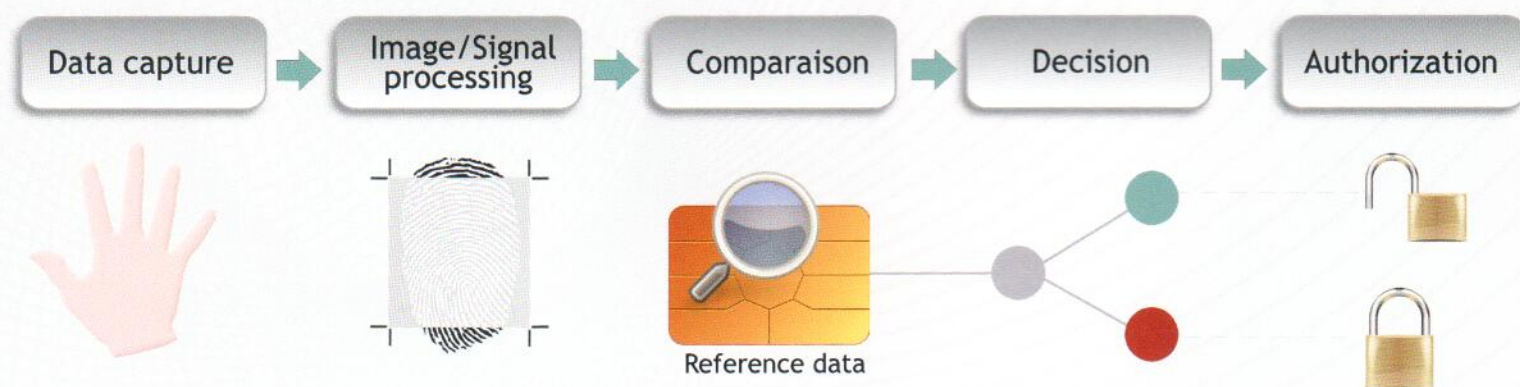 Data capture
Image/Signal
processing
Comparaison
Decision
Authorization
Reference data